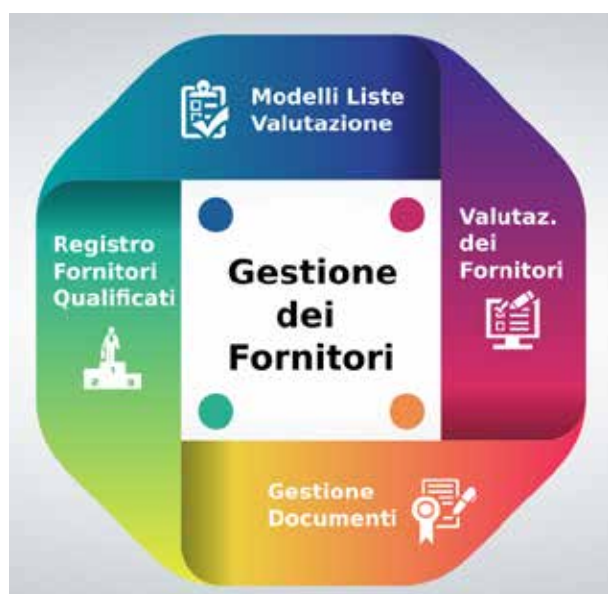 Modelli Liste
Valutazione
Registro
Fornitori
Qualificati
Gestione
dei
Fornitori
Valutaz.
dei
Fornitori
Gestione
Documenti